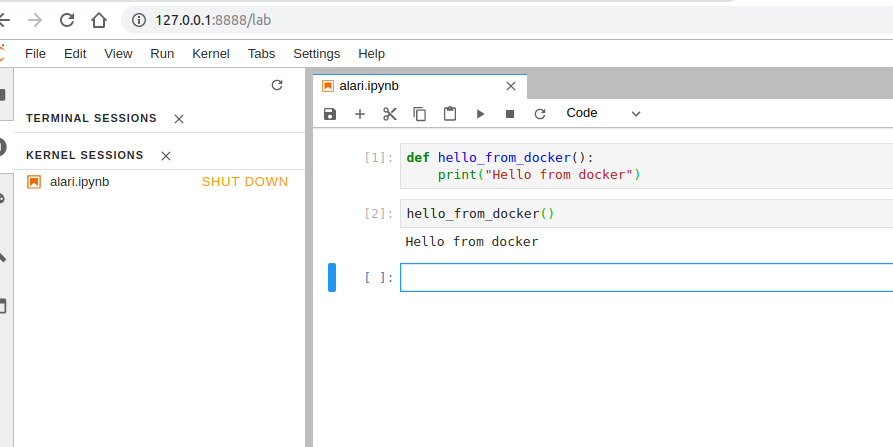 127.0.0.1:8888/lab
File Edit View Run Kernel Tabs Settings Help
alari.ipynb
Code
TERMINAL SESSIONS
KERNEL SESSIONS
alari.ipynb SHUT DOWN
[1]: def hello_from_docker():
    print("Hello from docker")
[2]: hello_from_docker()
Hello from docker
[ ]: